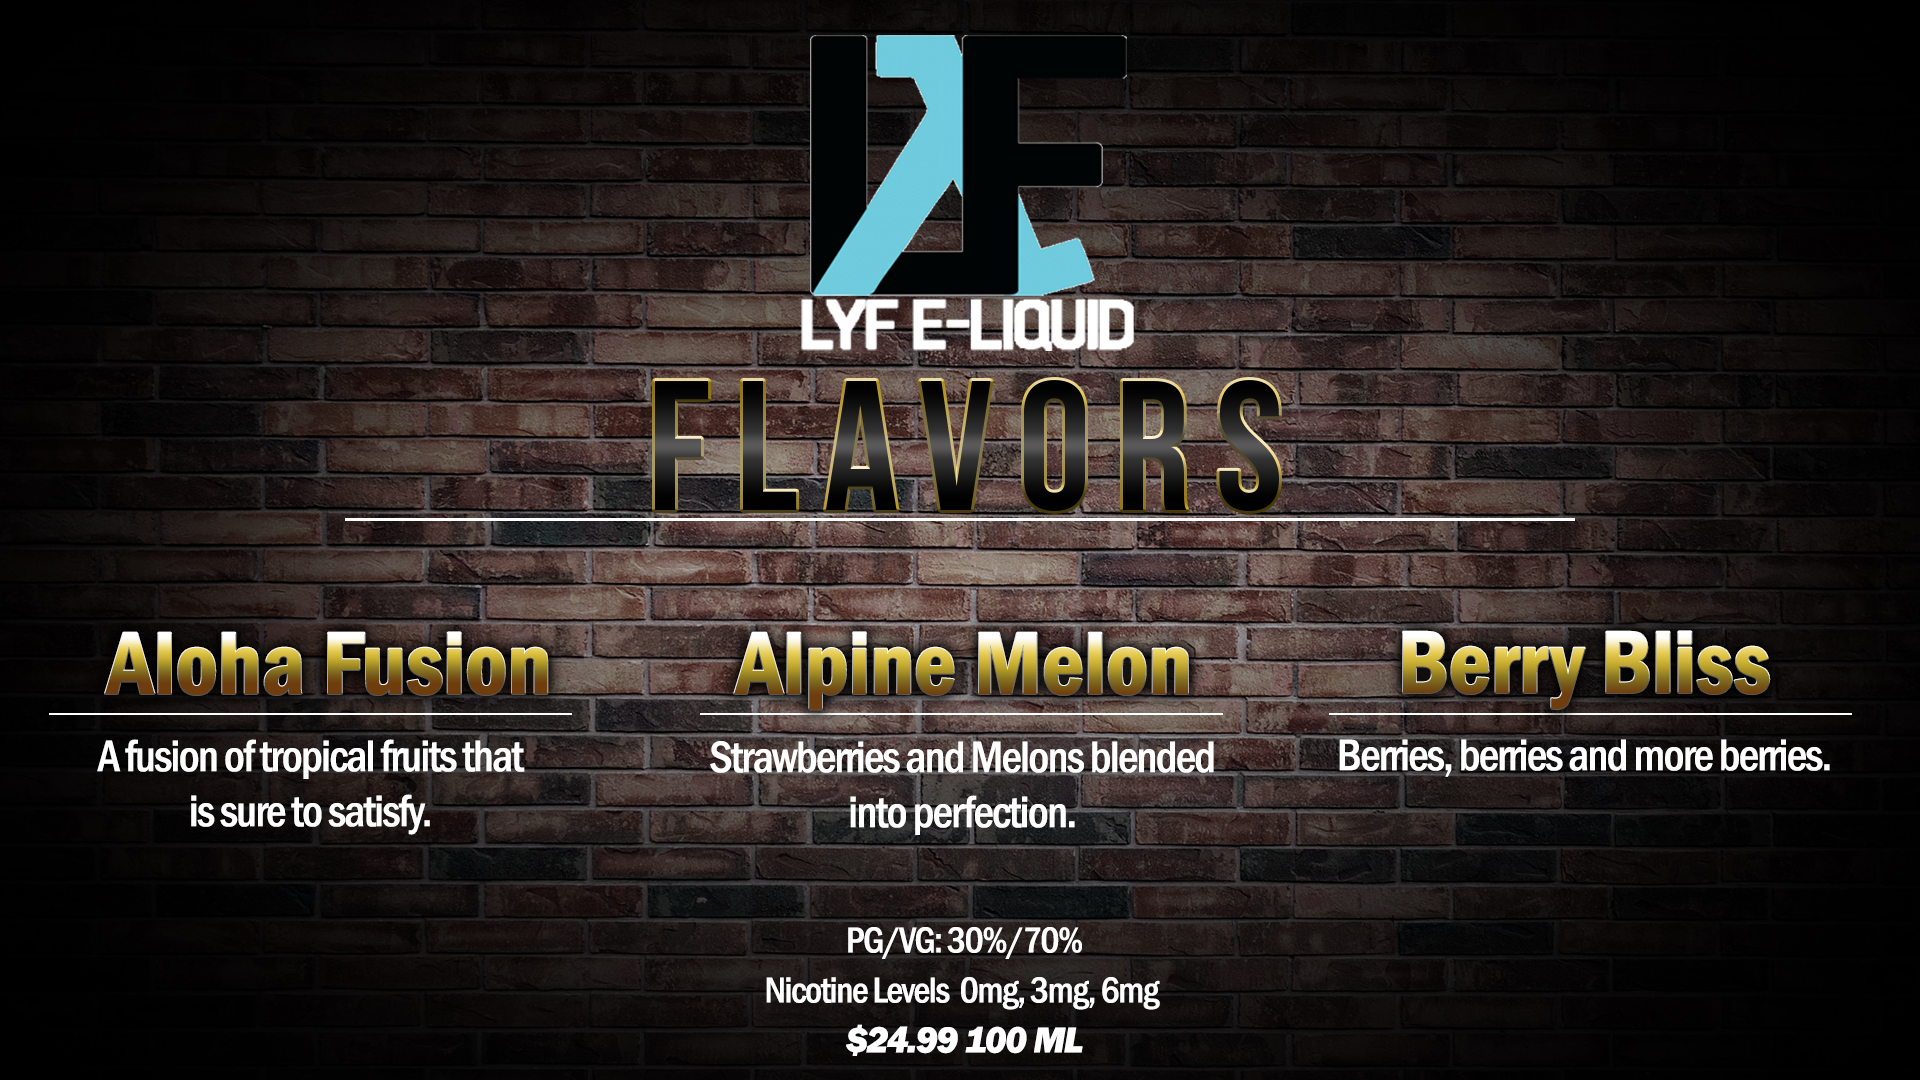 LYF
LYF E-LIQUID
FLAVORS
Aloha Fusion
A fusion of tropical fruits that
is sure to satisfy.
Alpine Melon
Strawberries and Melons blended
into perfection.
Berry Bliss
Berries, berries and more berries.
PG/VG: 30%/70%
Nicotine Levels 0mg, 3mg, 6mg
$24.99 100 ML